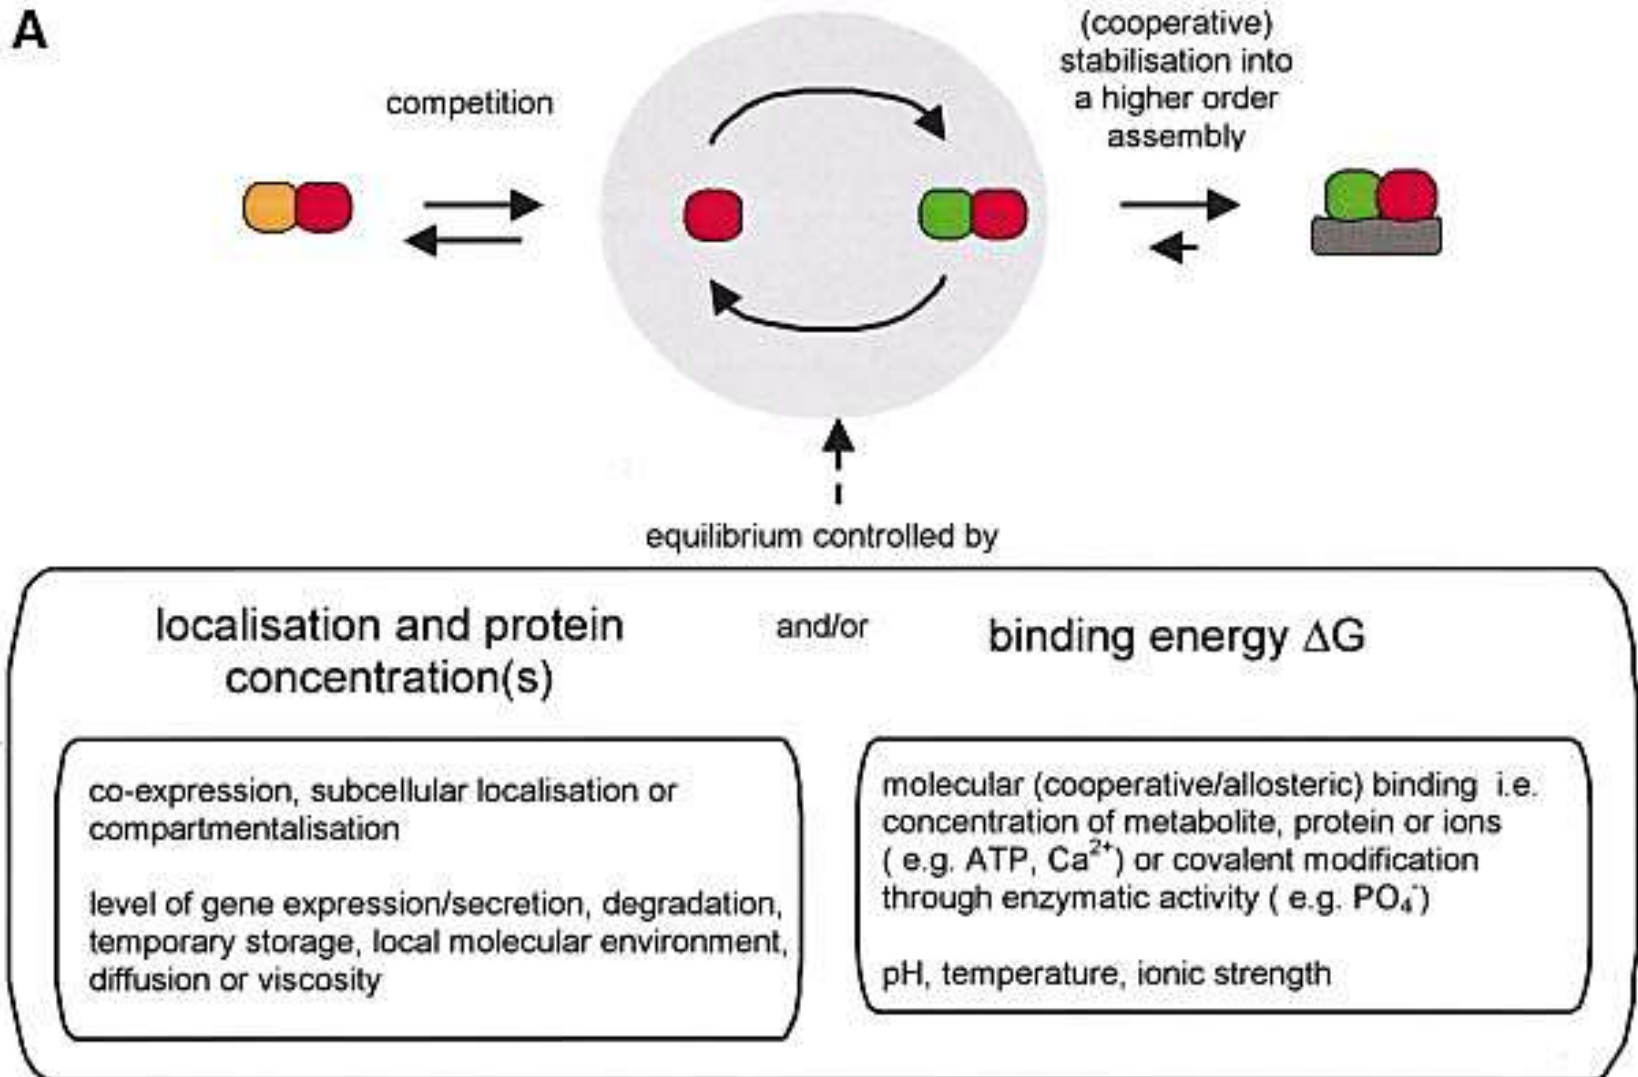 A
competition
(cooperative)
stabilisation into
a higher order
assembly
equilibrium controlled by
localisation and protein
concentration(s)
and/or
binding energy ΔG
co-expression, subcellular localisation or
compartmentalisation
level of gene expression/secretion, degradation,
temporary storage, local molecular environment,
diffusion or viscosity
molecular (cooperative/allosteric) binding i.e.
concentration of metabolite, protein or ions
( e.g. ATP, Ca²⁺) or covalent modification
through enzymatic activity ( e.g. PO₄⁻)
pH, temperature, ionic strength